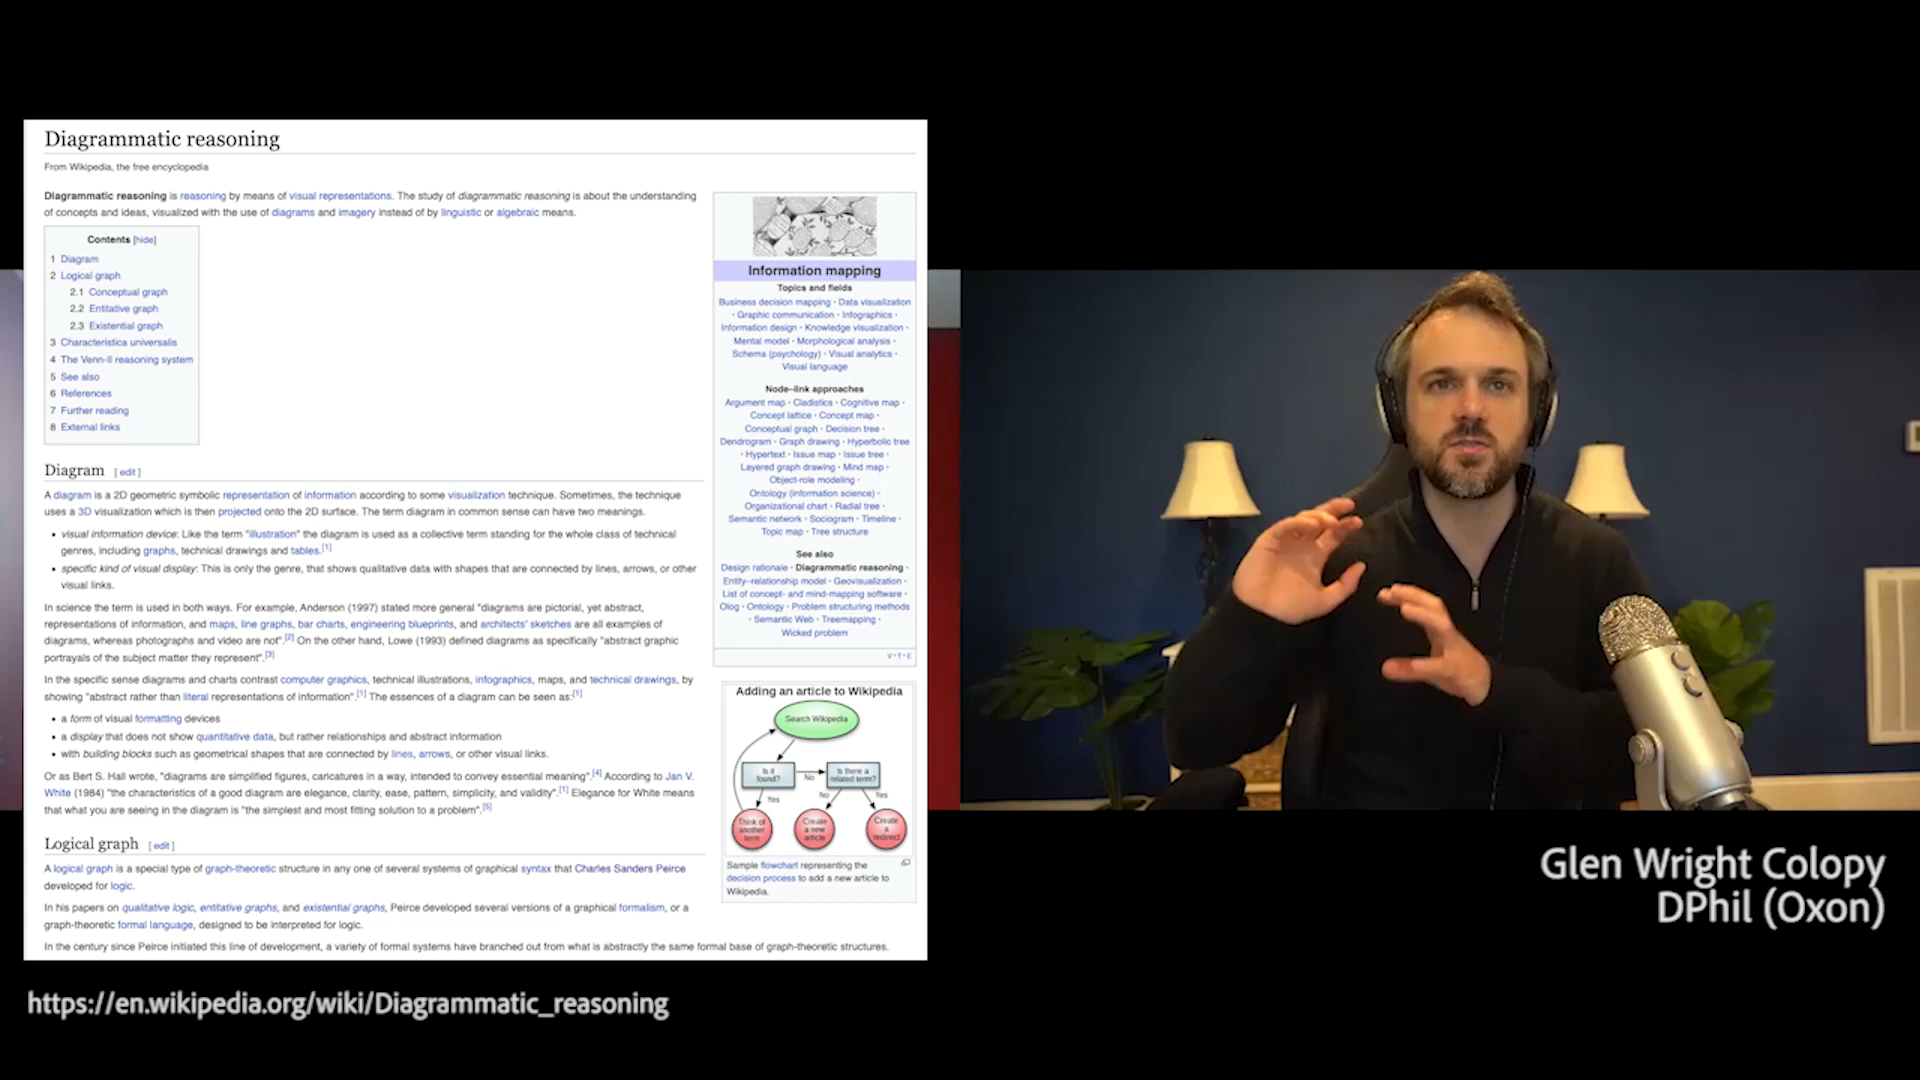 Diagrammatic reasoning
From Wikipedia, the free encyclopedia
Diagrammatic reasoning is reasoning by means of visual representations. The study of diagrammatic reasoning is about the understanding
of concepts and ideas, visualized with the use of diagrams and imagery instead of by linguistic or algebraic means.
Contents [hide]
1 Diagram
2 Logical graph
2.1 Conceptual graph
2.2 Entitative graph
2.3 Existential graph
3 Characteristica universalis
4 The Venn-II reasoning system
5 See also
6 References
7 Further reading
8 External links
Diagram [ edit ]
A diagram is a 2D geometric symbolic representation of information according to some visualization technique. Sometimes, the technique
uses a 3D visualization which is then projected onto the 2D surface. The term diagram in common sense can have two meanings.
• visual information device: Like the term "illustration" the diagram is used as a collective term standing for the whole class of technical
genres, including graphs, technical drawings and tables.[1]
• specific kind of visual display: This is only the genre, that shows qualitative data with shapes that are connected by lines, arrows, or other
visual links.
In science the term is used in both ways. For example, Anderson (1997) stated more general "diagrams are pictorial, yet abstract,
representations of information, and maps, line graphs, bar charts, engineering blueprints, and architects' sketches are all examples of
diagrams, whereas photographs and video are not".[2] On the other hand, Lowe (1993) defined diagrams as specifically "abstract graphic
portrayals of the subject matter they represent".[3]
In the specific sense diagrams and charts contrast computer graphics, technical illustrations, infographics, maps, and technical drawings, by
showing "abstract rather than literal representations of information".[1] The essences of a diagram can be seen as:[1]
• a form of visual formatting devices
• a display that does not show quantitative data, but rather relationships and abstract information
• with building blocks such as geometrical shapes that are connected by lines, arrows, or other visual links.
Or as Bert S. Hall wrote, "diagrams are simplified figures, caricatures in a way, intended to convey essential meaning".[4] According to Jan V.
White (1984) "the characteristics of a good diagram are elegance, clarity, ease, pattern, simplicity, and validity".[1] Elegance for White means
that what you are seeing in the diagram is "the simplest and most fitting solution to a problem".[5]
Logical graph [ edit ]
A logical graph is a special type of graph-theoretic structure in any one of several systems of graphical syntax that Charles Sanders Peirce
developed for logic.
In his papers on qualitative logic, entitative graphs, and existential graphs, Peirce developed several versions of a graphical formalism, or a
graph-theoretic formal language, designed to be interpreted for logic.
In the century since Peirce initiated this line of development, a variety of formal systems have branched out from what is abstractly the same formal base of graph-theoretic structures.
Information mapping
Topics and fields
Business decision mapping · Data visualization
· Graphic communication · Infographics ·
Information design · Knowledge visualization ·
Mental model · Morphological analysis ·
Schema (psychology) · Visual analytics ·
Visual language
Node–link approaches
Argument map · Cladistics · Cognitive map ·
Concept lattice · Concept map ·
Conceptual graph · Decision tree ·
Dendrogram · Graph drawing · Hyperbolic tree
· Hypertext · Issue map · Issue tree ·
Layered graph drawing · Mind map ·
Object-role modeling ·
Ontology (information science) ·
Organizational chart · Radial tree ·
Semantic network · Sociogram · Timeline ·
Topic map · Tree structure
See also
Design rationale · Diagrammatic reasoning ·
Entity–relationship model · Geovisualization ·
List of concept- and mind-mapping software ·
Olog · Ontology · Problem structuring methods
· Semantic Web · Treemapping ·
Wicked problem
V·T·E
Adding an article to Wikipedia
Search Wikipedia
Is it
found?
No
Is there a
related term?
Yes
No
Yes
Think of
another
term
Create
a new
article
Create
a
redirect
Sample flowchart representing the
decision process to add a new article to
Wikipedia.
https://en.wikipedia.org/wiki/Diagrammatic_reasoning
Glen Wright Colopy
DPhil (Oxon)